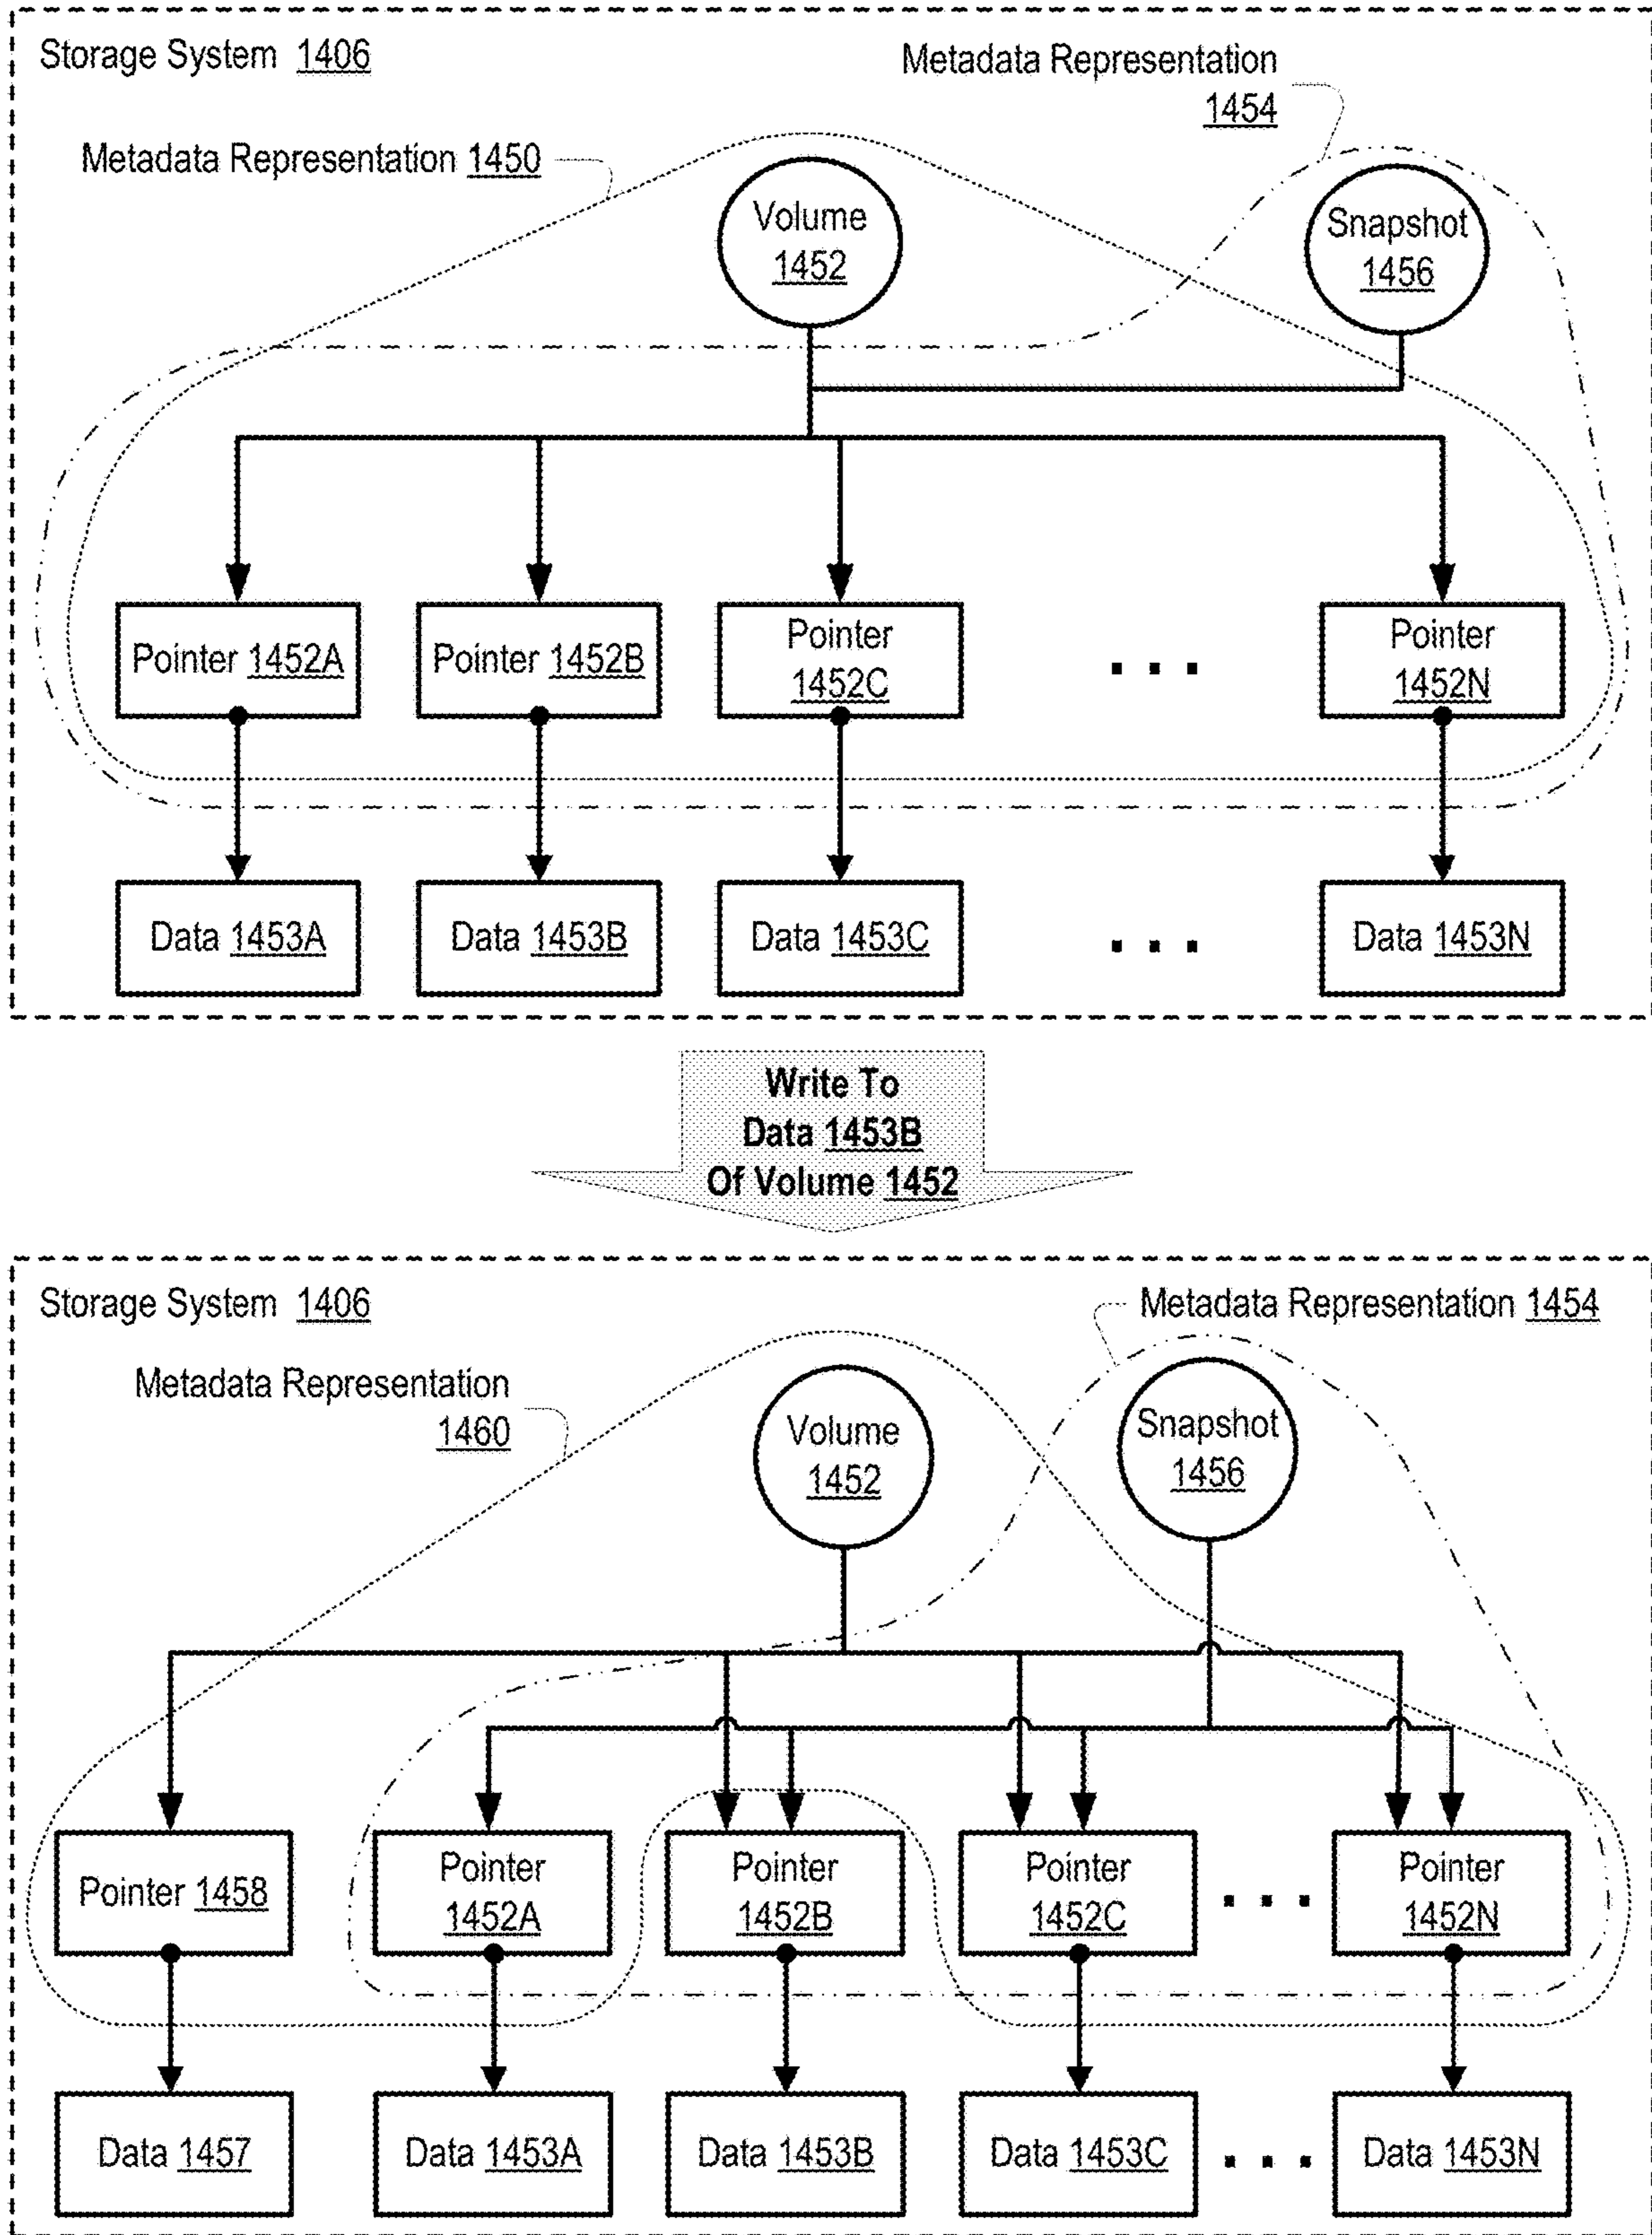 Storage System 1406
Metadata Representation
1454
Metadata Representation 1450
Volume
1452
Snapshot
1456
Pointer 1452A
Pointer 1452B
Pointer
1452C
. . .
Pointer
1452N
Data 1453A
Data 1453B
Data 1453C
. . .
Data 1453N
Write To
Data 1453B
Of Volume 1452
Storage System 1406
Metadata Representation 1454
Metadata Representation
1460
Volume
1452
Snapshot
1456
Pointer 1458
Pointer
1452A
Pointer
1452B
Pointer
1452C
. . .
Pointer
1452N
Data 1457
Data 1453A
Data 1453B
Data 1453C
. . .
Data 1453N